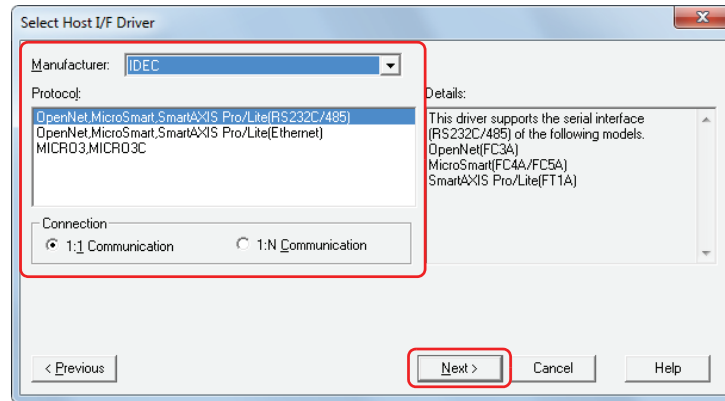 Select Host I/F Driver
Manufacturer: IDEC
Protocol:
OpenNet,MicroSmart,SmartAXIS Pro/Lite(RS232C/485)
OpenNet,MicroSmart,SmartAXIS Pro/Lite(Ethernet)
MICRO3,MICRO3C
Connection
1:1 Communication
1:N Communication
Details:
This driver supports the serial interface
(RS232C/485) of the following models.
OpenNet(FC3A)
MicroSmart(FC4A/FC5A)
SmartAXIS Pro/Lite(FT1A)
< Previous
Next >
Cancel
Help